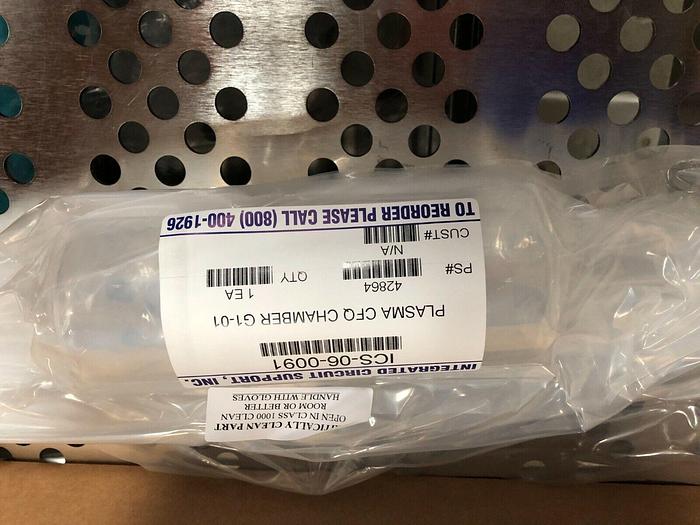 INTEGRATED CIRCUIT SUPPORT, INC.
ICS-06-0091
PLASMA CFQ CHAMBER G1-01
PS# 42864 QTY 1 EA
CUST# N/A
TO REORDER PLEASE CALL (800) 400-1926
CLEAN PART
OPEN IN CLASS 1000 CLEAN
ROOM OR BETTER
HANDLE WITH GLOVES